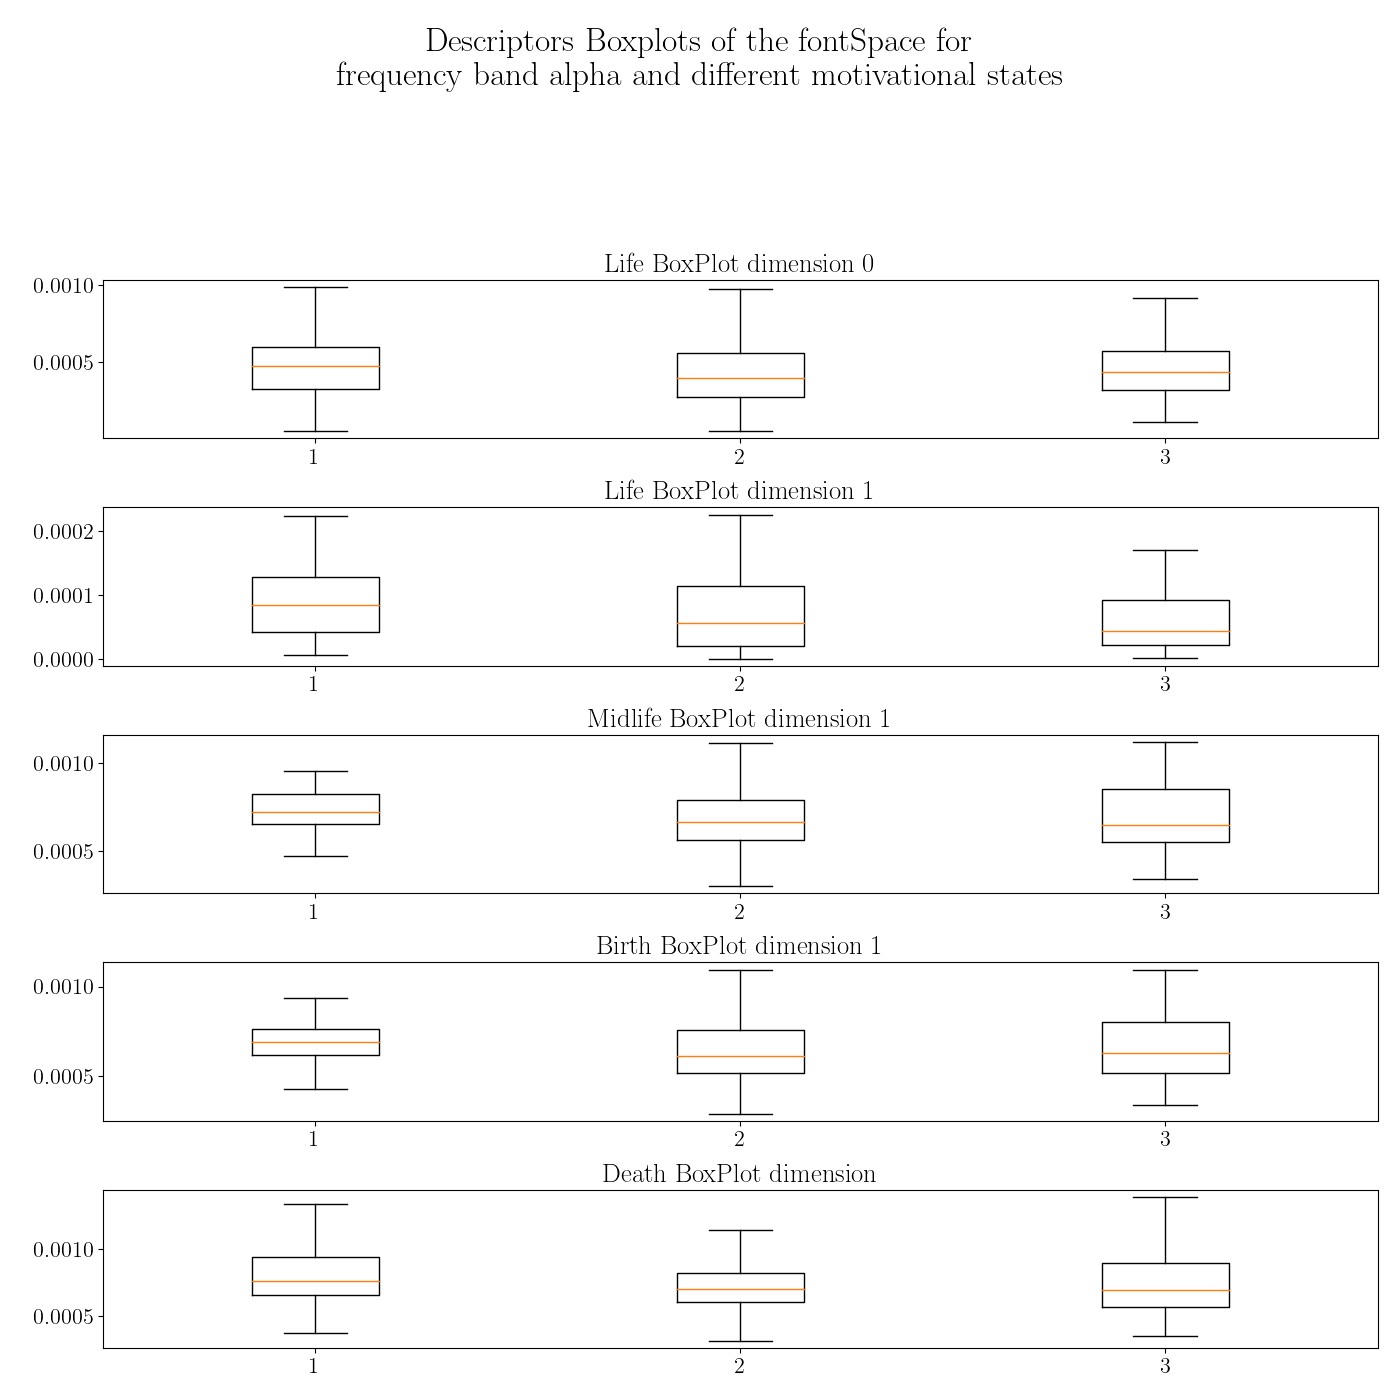 Descriptors Boxplots of the fontSpace for
frequency band alpha and different motivational states
Life BoxPlot dimension 0
0.0010
0.0005
1 2 3
Life BoxPlot dimension 1
0.0002
0.0001
0.0000
1 2 3
Midlife BoxPlot dimension 1
0.0010
0.0005
1 2 3
Birth BoxPlot dimension 1
0.0010
0.0005
1 2 3
Death BoxPlot dimension
0.0010
0.0005
1 2 3